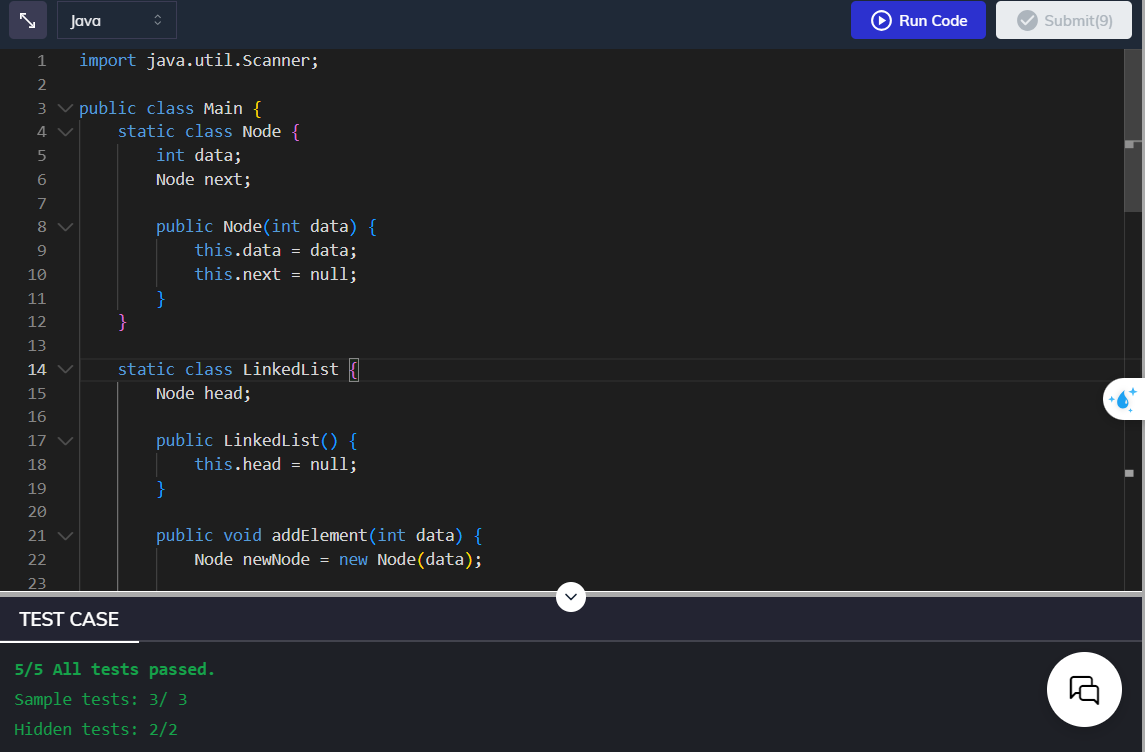 Java
Run Code
Submit(9)
1 import java.util.Scanner;
2
3 public class Main {
4 static class Node {
5 int data;
6 Node next;
7
8 public Node(int data) {
9 this.data = data;
10 this.next = null;
11 }
12 }
13
14 static class LinkedList {
15 Node head;
16
17 public LinkedList() {
18 this.head = null;
19 }
20
21 public void addElement(int data) {
22 Node newNode = new Node(data);
23
TEST CASE
5/5 All tests passed.
Sample tests: 3/ 3
Hidden tests: 2/2